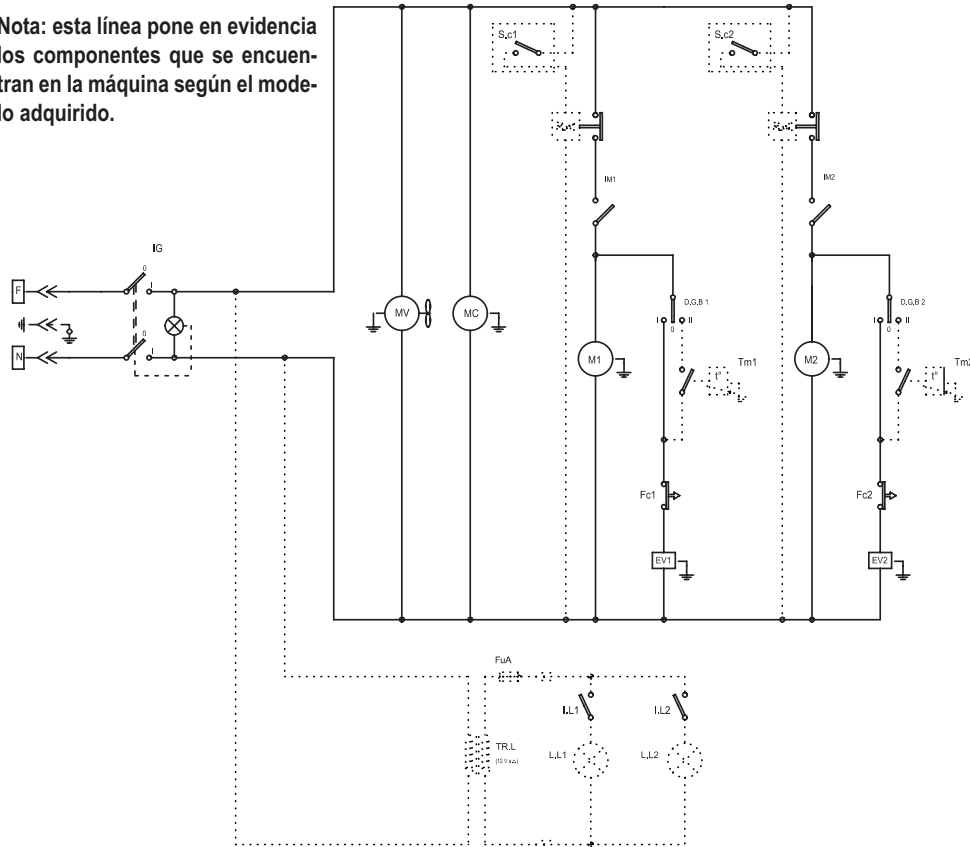 Nota: esta línea pone en evidencia
los componentes que se encuen-
tran en la máquina según el mode-
lo adquirido.
S.c1
S.c2
IM1
IM2
IG
0
I
F
0
I
N
MV
MC
D.G.B 1
I
0
II
M1
Tm1
t°
D.G.B 2
I
0
II
M2
Tm2
t°
Fc1
Fc2
EV1
EV2
FuA
I.L1
I.L2
TR.L
(12 V a.c.)
L.L1
L.L2